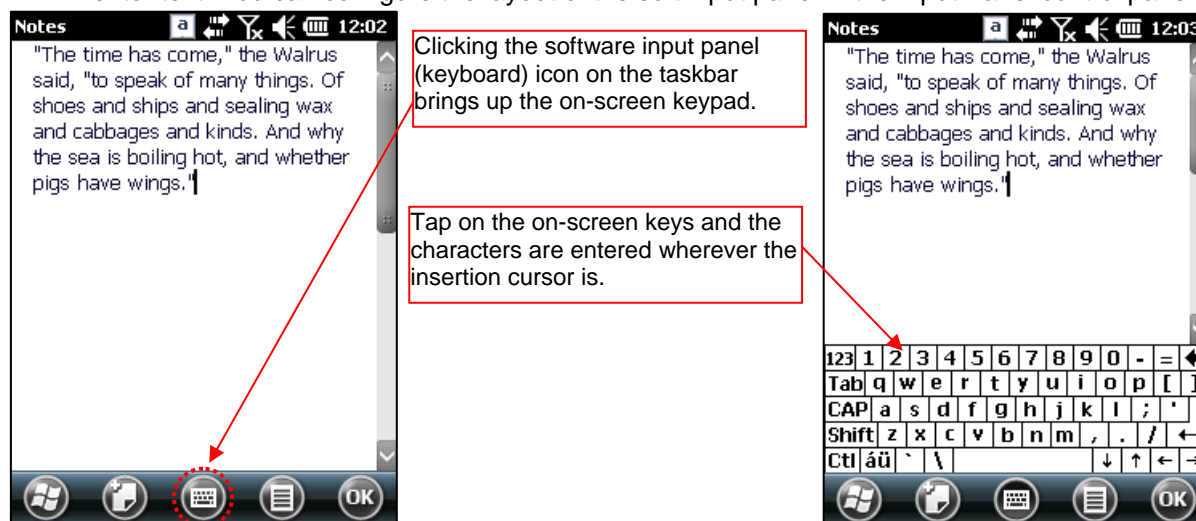 Notes
a
12:02
"The time has come," the Walrus
said, "to speak of many things. Of
shoes and ships and sealing wax
and cabbages and kinds. And why
the sea is boiling hot, and whether
pigs have wings."
OK
Clicking the software input panel
(keyboard) icon on the taskbar
brings up the on-screen keypad.
Tap on the on-screen keys and the
characters are entered wherever the
insertion cursor is.
Notes
a
12:03
"The time has come," the Walrus
said, "to speak of many things. Of
shoes and ships and sealing wax
and cabbages and kinds. And why
the sea is boiling hot, and whether
pigs have wings."
123 1 2 3 4 5 6 7 8 9 0 - =
Tab q w e r t y u i o p [ ]
CAP a s d f g h j k l ; '
Shift z x c v b n m , . / ←
Ctl áü ` \ ↓ ↑ ← →
OK